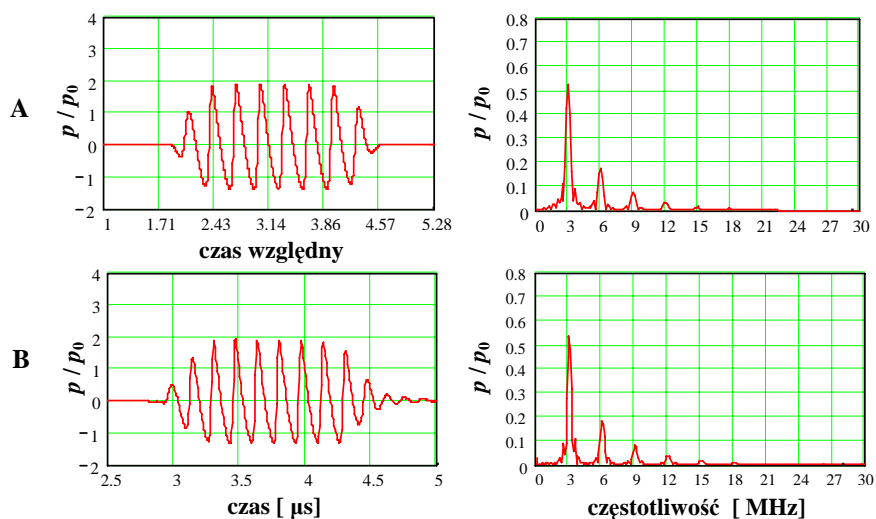 A
p / p0
4
3
2
1
0
−1
−2
1 1.71 2.43 3.14 3.86 4.57 5.28
czas względny
p / p0
0.8
0.7
0.6
0.5
0.4
0.3
0.2
0.1
0
0 3 6 9 12 15 18 21 24 27 30
B
p / p0
4
3
2
1
0
−1
−2
2.5 3 3.5 4 4.5 5
czas [ μs]
p / p0
0.8
0.7
0.6
0.5
0.4
0.3
0.2
0.1
0
0 3 6 9 12 15 18 21 24 27 30
częstotliwość [ MHz]